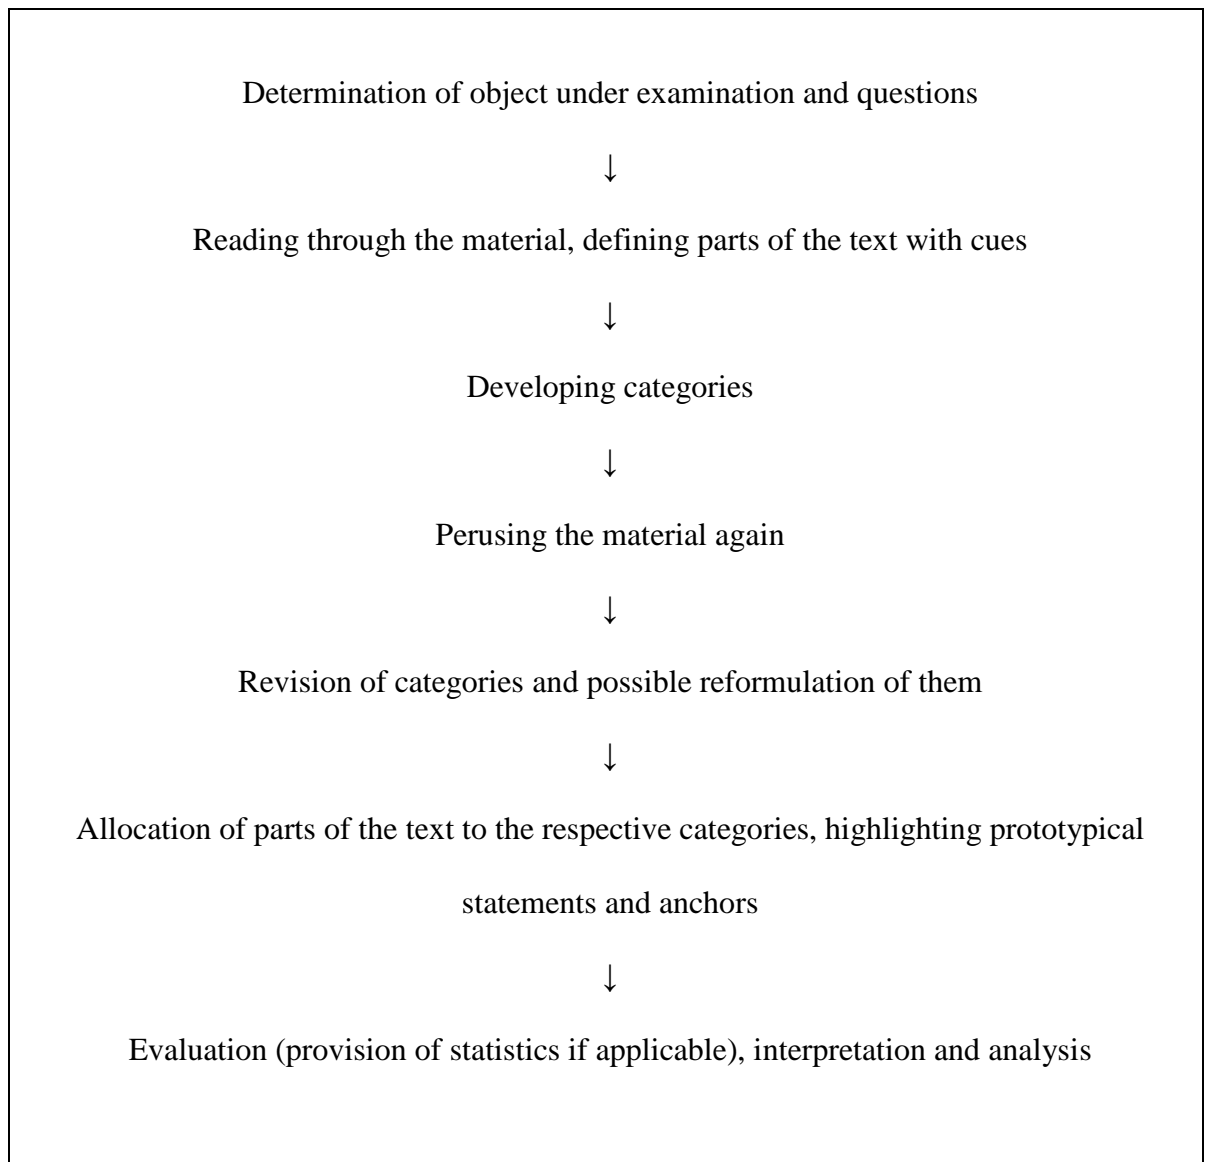 Determination of object under examination and questions
↓
Reading through the material, defining parts of the text with cues
↓
Developing categories
↓
Perusing the material again
↓
Revision of categories and possible reformulation of them
↓
Allocation of parts of the text to the respective categories, highlighting prototypical
statements and anchors
↓
Evaluation (provision of statistics if applicable), interpretation and analysis